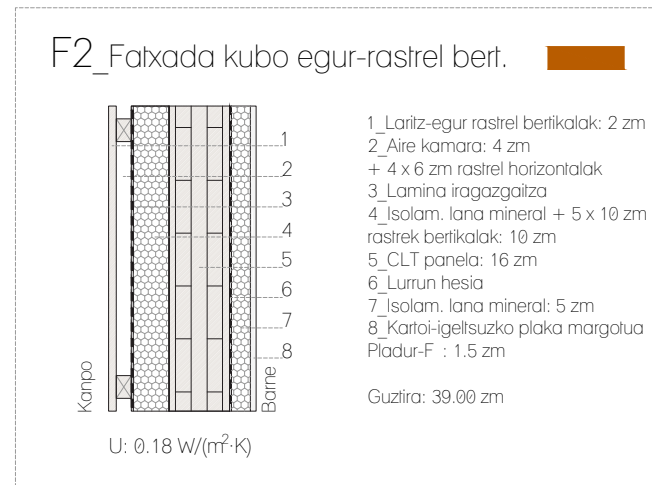 F2_Fatxada kubo egur-rastrel bert.
1
2
3
4
5
6
7
8
Kanpo
Barne
U: 0.18 W/(m²·K)
1_Laritz-egur rastrel bertikalak: 2 zm
2_Aire kamara: 4 zm
+ 4 x 6 zm rastrel horizontalak
3_Lamina iragazgaitza
4_Isolam. lana mineral + 5 x 10 zm
rastrek bertikalak: 10 zm
5_CLT panela: 16 zm
6_Lurrun hesia
7_Isolam. lana mineral: 5 zm
8_Kartoi-igeltsuzko plaka margotua
Pladur-F : 1.5 zm
Guztira: 39.00 zm